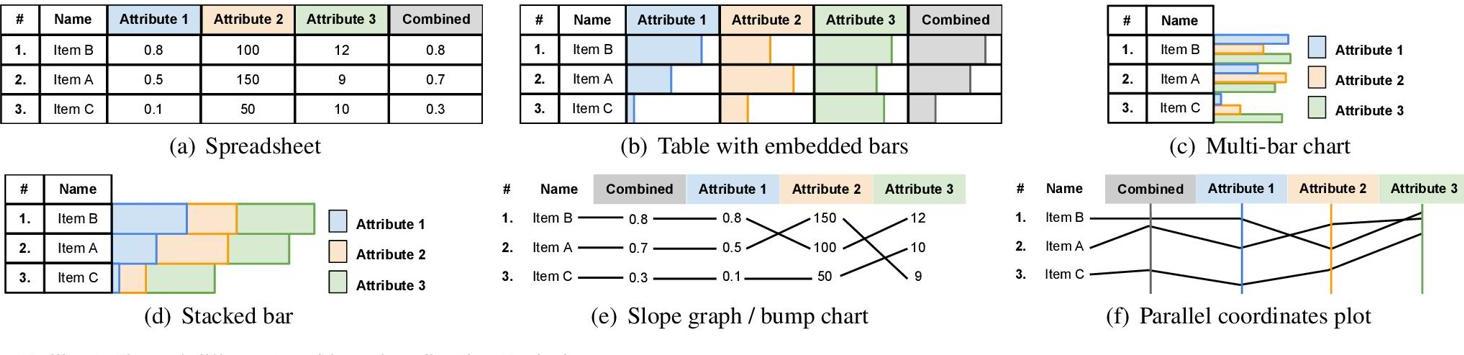 # Name Attribute 1 Attribute 2 Attribute 3 Combined
1. Item B 0.8 100 12 0.8
2. Item A 0.5 150 9 0.7
3. Item C 0.1 50 10 0.3
(a) Spreadsheet
# Name Attribute 1 Attribute 2 Attribute 3 Combined
1. Item B
2. Item A
3. Item C
(b) Table with embedded bars
# Name
1. Item B
2. Item A
3. Item C
Attribute 1
Attribute 2
Attribute 3
(c) Multi-bar chart
# Name
1. Item B
2. Item A
3. Item C
Attribute 1
Attribute 2
Attribute 3
(d) Stacked bar
# Name Combined Attribute 1 Attribute 2 Attribute 3
1. Item B 0.8 0.8 150 12
2. Item A 0.7 0.5 100 10
3. Item C 0.3 0.1 50 9
(e) Slope graph / bump chart
# Name Combined Attribute 1 Attribute 2 Attribute 3
1. Item B
2. Item A
3. Item C
(f) Parallel coordinates plot